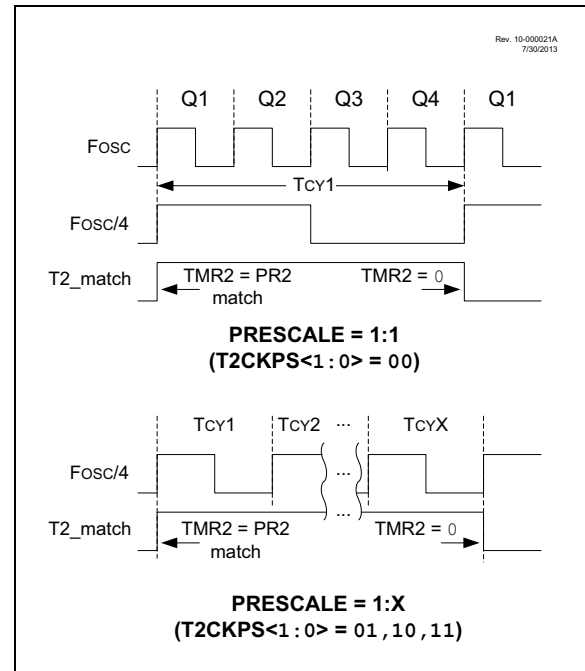 Rev. 10-000021A
7/30/2013
Q1 Q2 Q3 Q4 Q1
FOSC
TCY1
FOSC/4
T2_match
TMR2 = PR2
match
TMR2 = 0
PRESCALE = 1:1
(T2CKPS<1:0> = 00)
TCY1 TCY2 ... TCYX
FOSC/4
...
T2_match
...
TMR2 = PR2
match
TMR2 = 0
PRESCALE = 1:X
(T2CKPS<1:0> = 01,10,11)